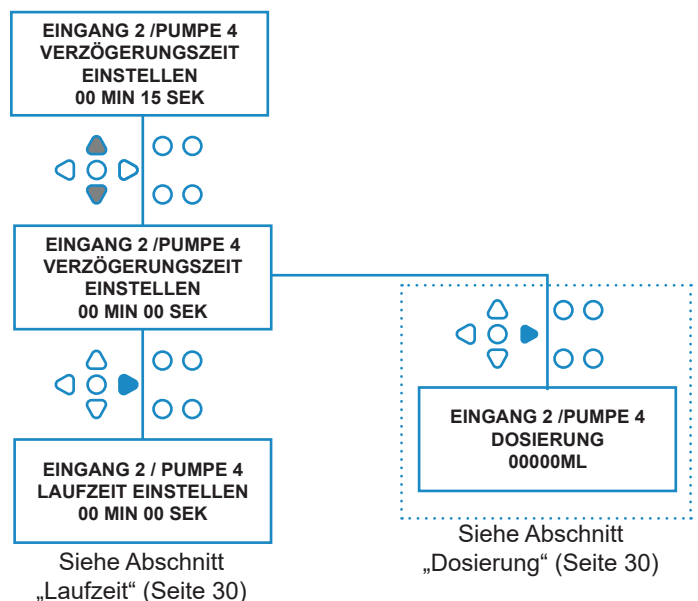 EINGANG 2 /PUMPE 4
VERZÖGERUNGSZEIT
EINSTELLEN
00 MIN 15 SEK
EINGANG 2 /PUMPE 4
VERZÖGERUNGSZEIT
EINSTELLEN
00 MIN 00 SEK
EINGANG 2 / PUMPE 4
LAUFZEIT EINSTELLEN
00 MIN 00 SEK
Siehe Abschnitt
„Laufzeit“ (Seite 30)
EINGANG 2 /PUMPE 4
DOSIERUNG
00000ML
Siehe Abschnitt
„Dosierung“ (Seite 30)